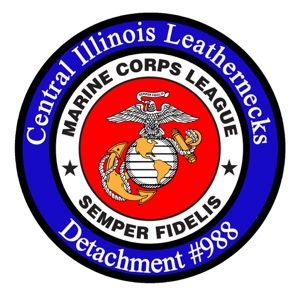 Central Illinois Leathernecks
MARINE CORPS LEAGUE
SEMPER FIDELIS
Detachment #988